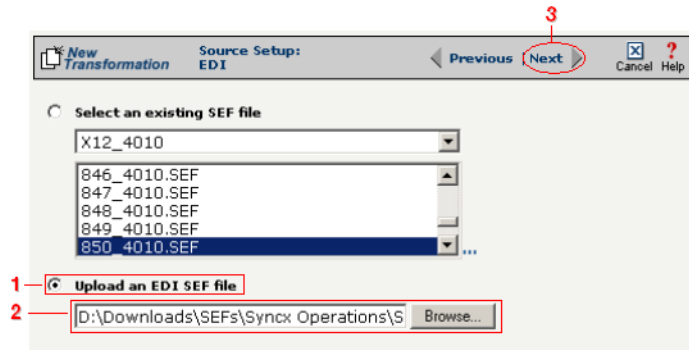 3
New Transformation
Source Setup: EDI
Previous
Next
Cancel
Help
Select an existing SEF file
X12_4010
846_4010.SEF
847_4010.SEF
848_4010.SEF
849_4010.SEF
850_4010.SEF
...
1
Upload an EDI SEF file
2
D:\Downloads\SEFs\Syncx Operations\S
Browse...